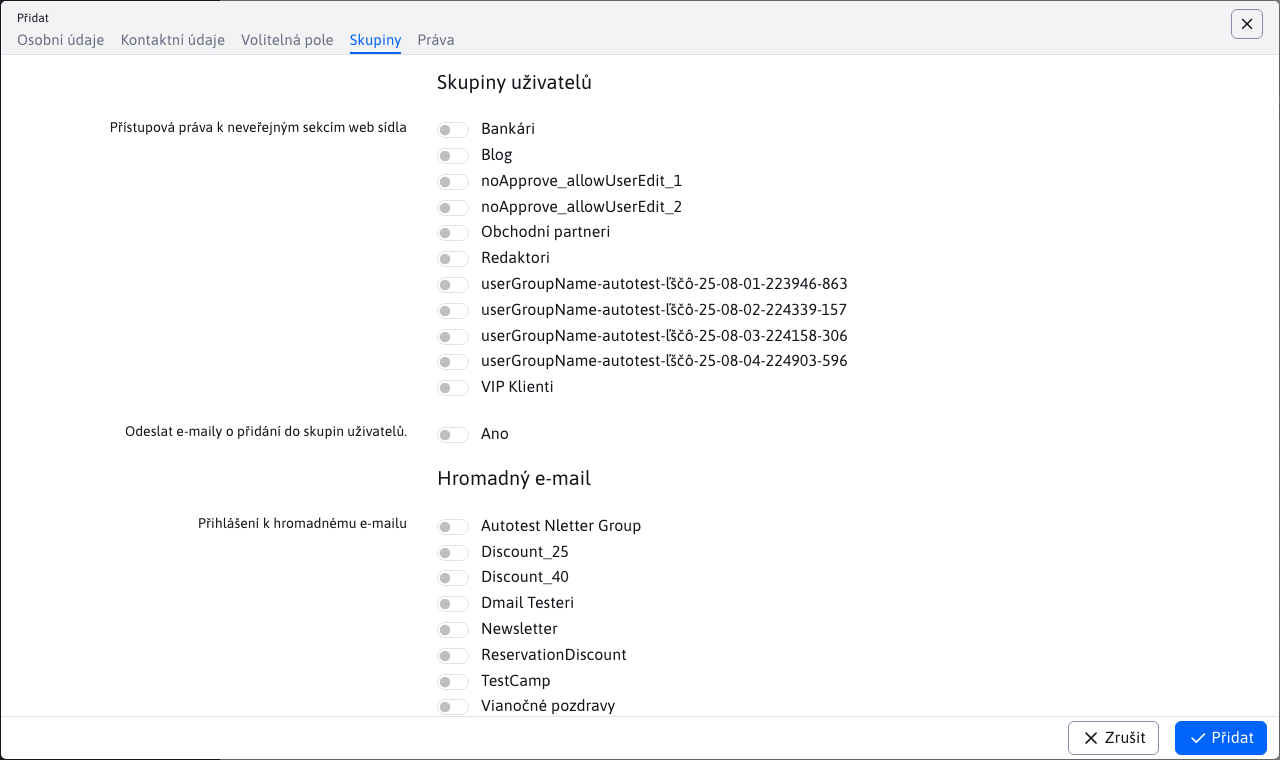 Přidat
Osobní údaje Kontaktní údaje Volitelná pole Skupiny Práva
Skupiny uživatelů
Přístupová práva k neveřejným sekcím web sídla
Bankári
Blog
noApprove_allowUserEdit_1
noApprove_allowUserEdit_2
Obchodní partneri
Redaktori
userGroupName-autotest-ľščô-25-08-01-223946-863
userGroupName-autotest-ľščô-25-08-02-224339-157
userGroupName-autotest-ľščô-25-08-03-224158-306
userGroupName-autotest-ľščô-25-08-04-224903-596
VIP Klienti
Odeslat e-maily o přidání do skupin uživatelů.
Ano
Hromadný e-mail
Přihlášení k hromadnému e-mailu
Autotest Nletter Group
Discount_25
Discount_40
Dmail Testeri
Newsletter
ReservationDiscount
TestCamp
Vianočné pozdravy
Zrušit Přidat